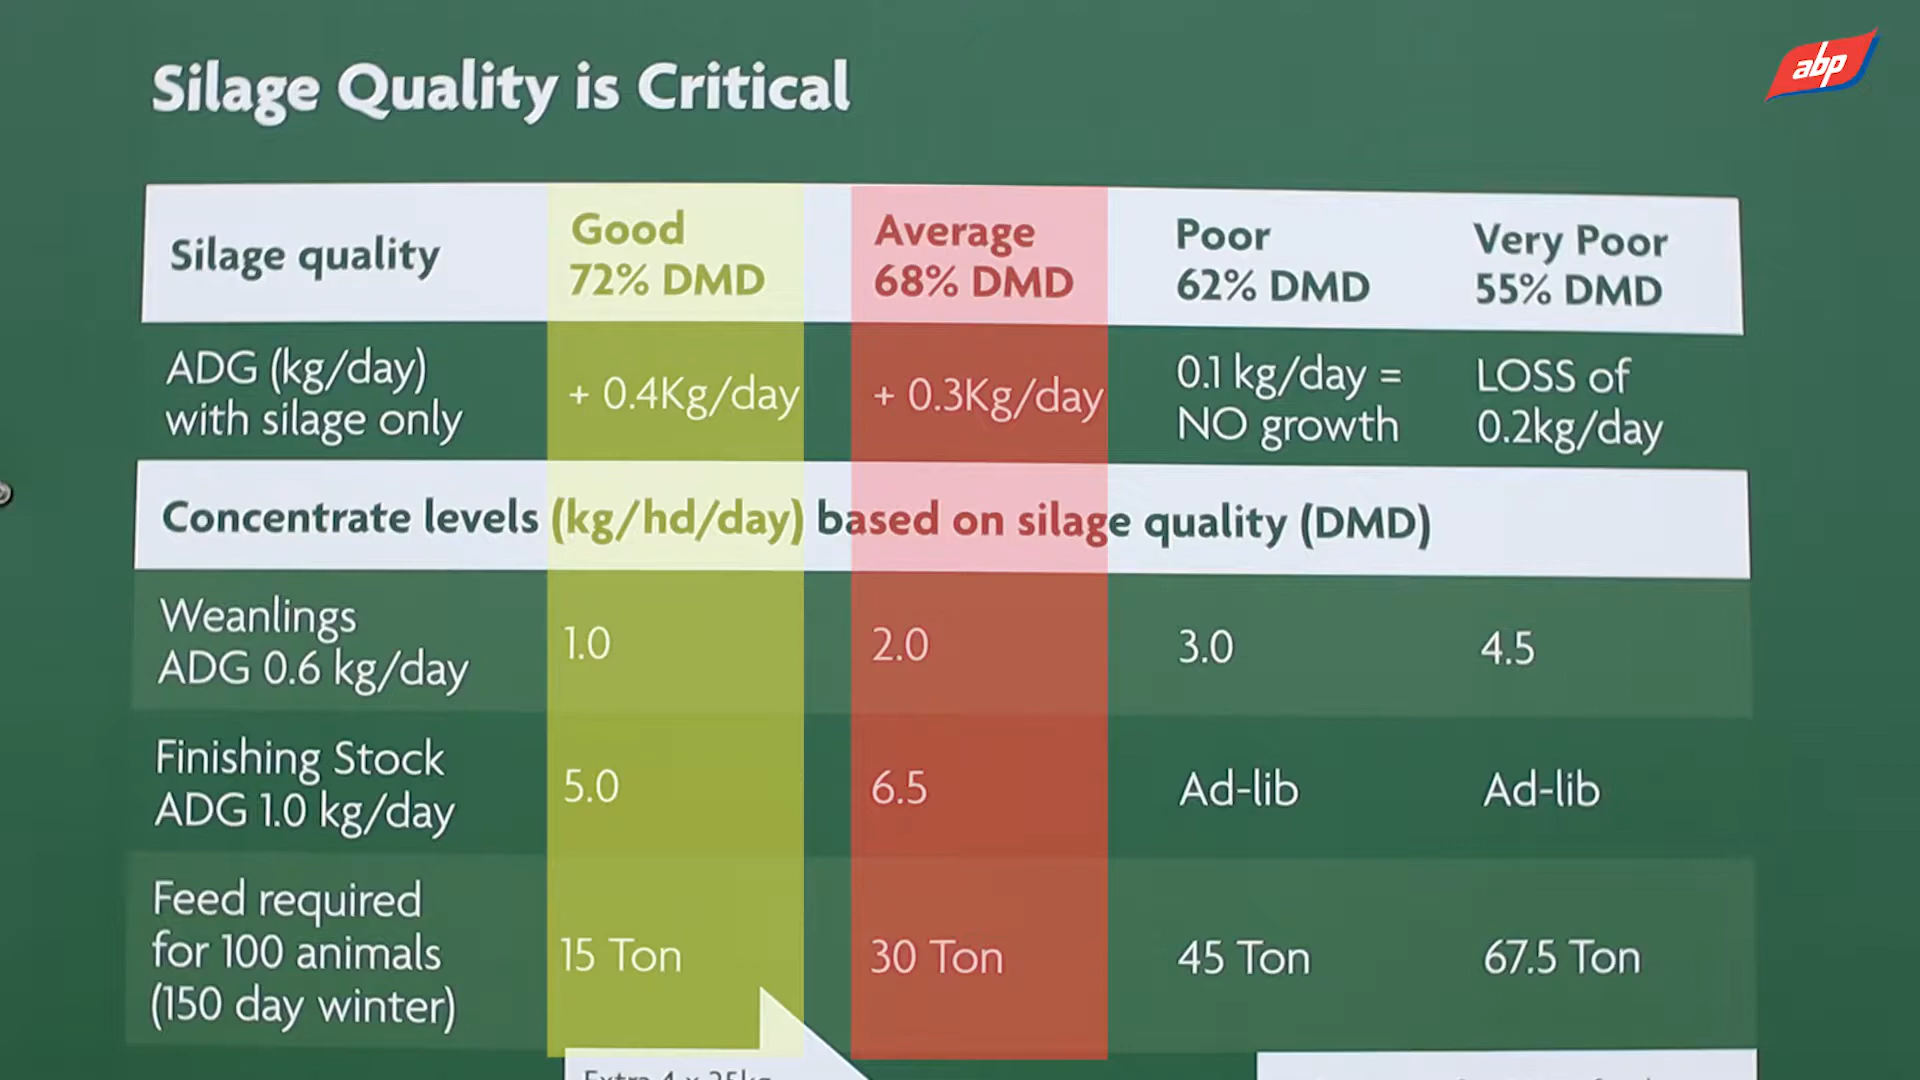 Silage Quality is Critical
abp
Silage quality
Good
72% DMD
Average
68% DMD
Poor
62% DMD
Very Poor
55% DMD
ADG (kg/day)
with silage only
+ 0.4Kg/day
+ 0.3Kg/day
0.1 kg/day =
NO growth
LOSS of
0.2kg/day
Concentrate levels (kg/hd/day) based on silage quality (DMD)
Weanlings
ADG 0.6 kg/day
1.0
2.0
3.0
4.5
Finishing Stock
ADG 1.0 kg/day
5.0
6.5
Ad-lib
Ad-lib
Feed required
for 100 animals
(150 day winter)
15 Ton
30 Ton
45 Ton
67.5 Ton
Extra 4 x 25kg